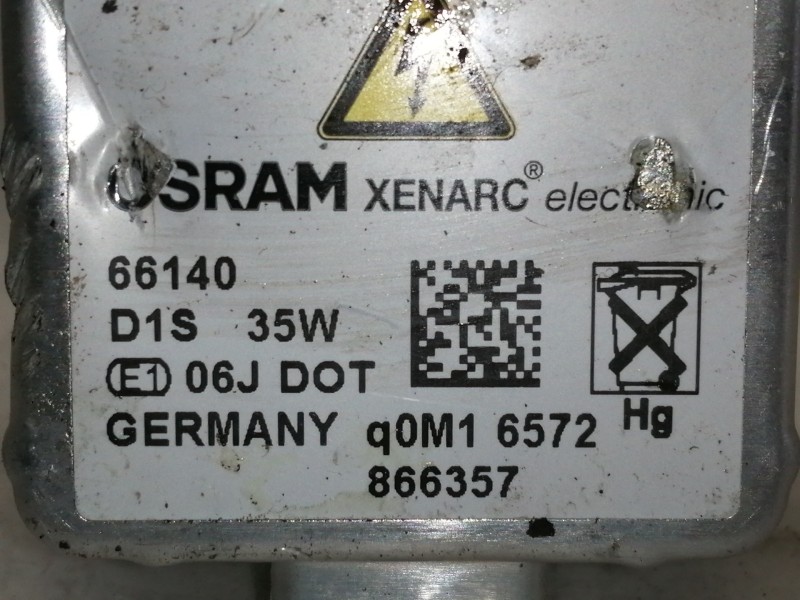 OSRAM XENARC® electronic
66140
D1S 35W
E1 06J DOT
GERMANY q0M1 6572
866357
Hg